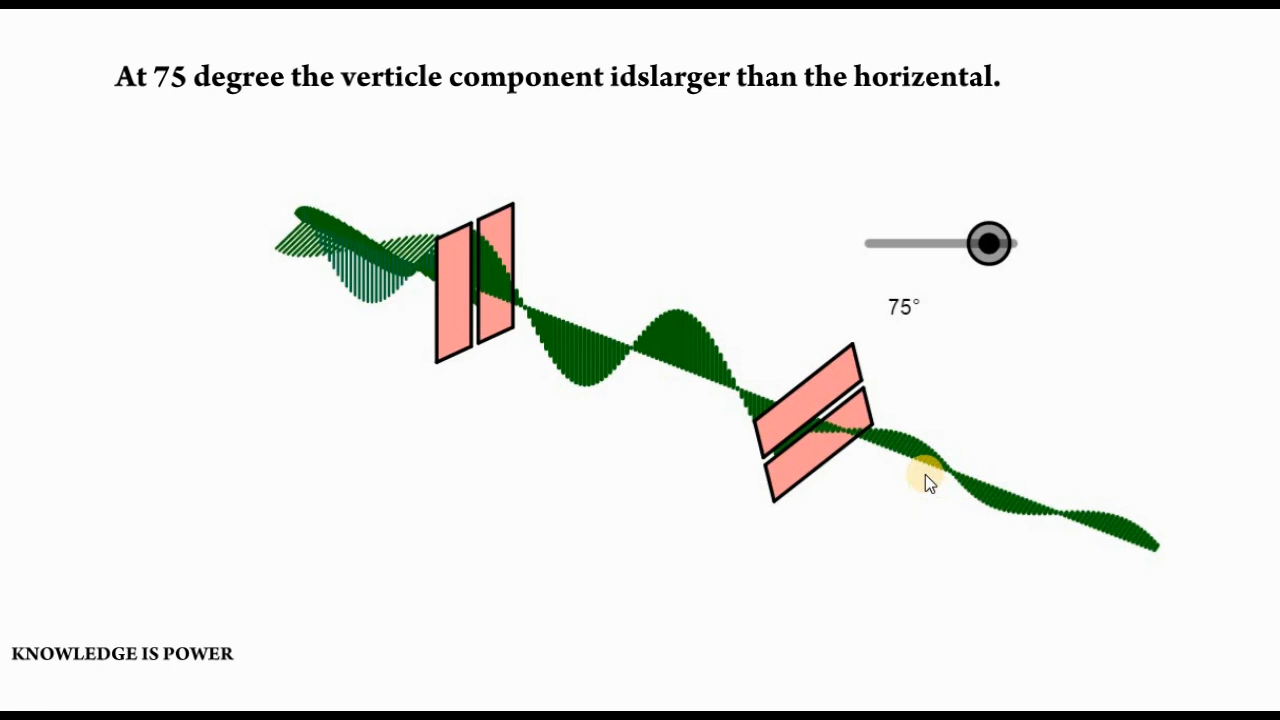 At 75 degree the verticle component idslarger than the horizental.
75°
KNOWLEDGE IS POWER